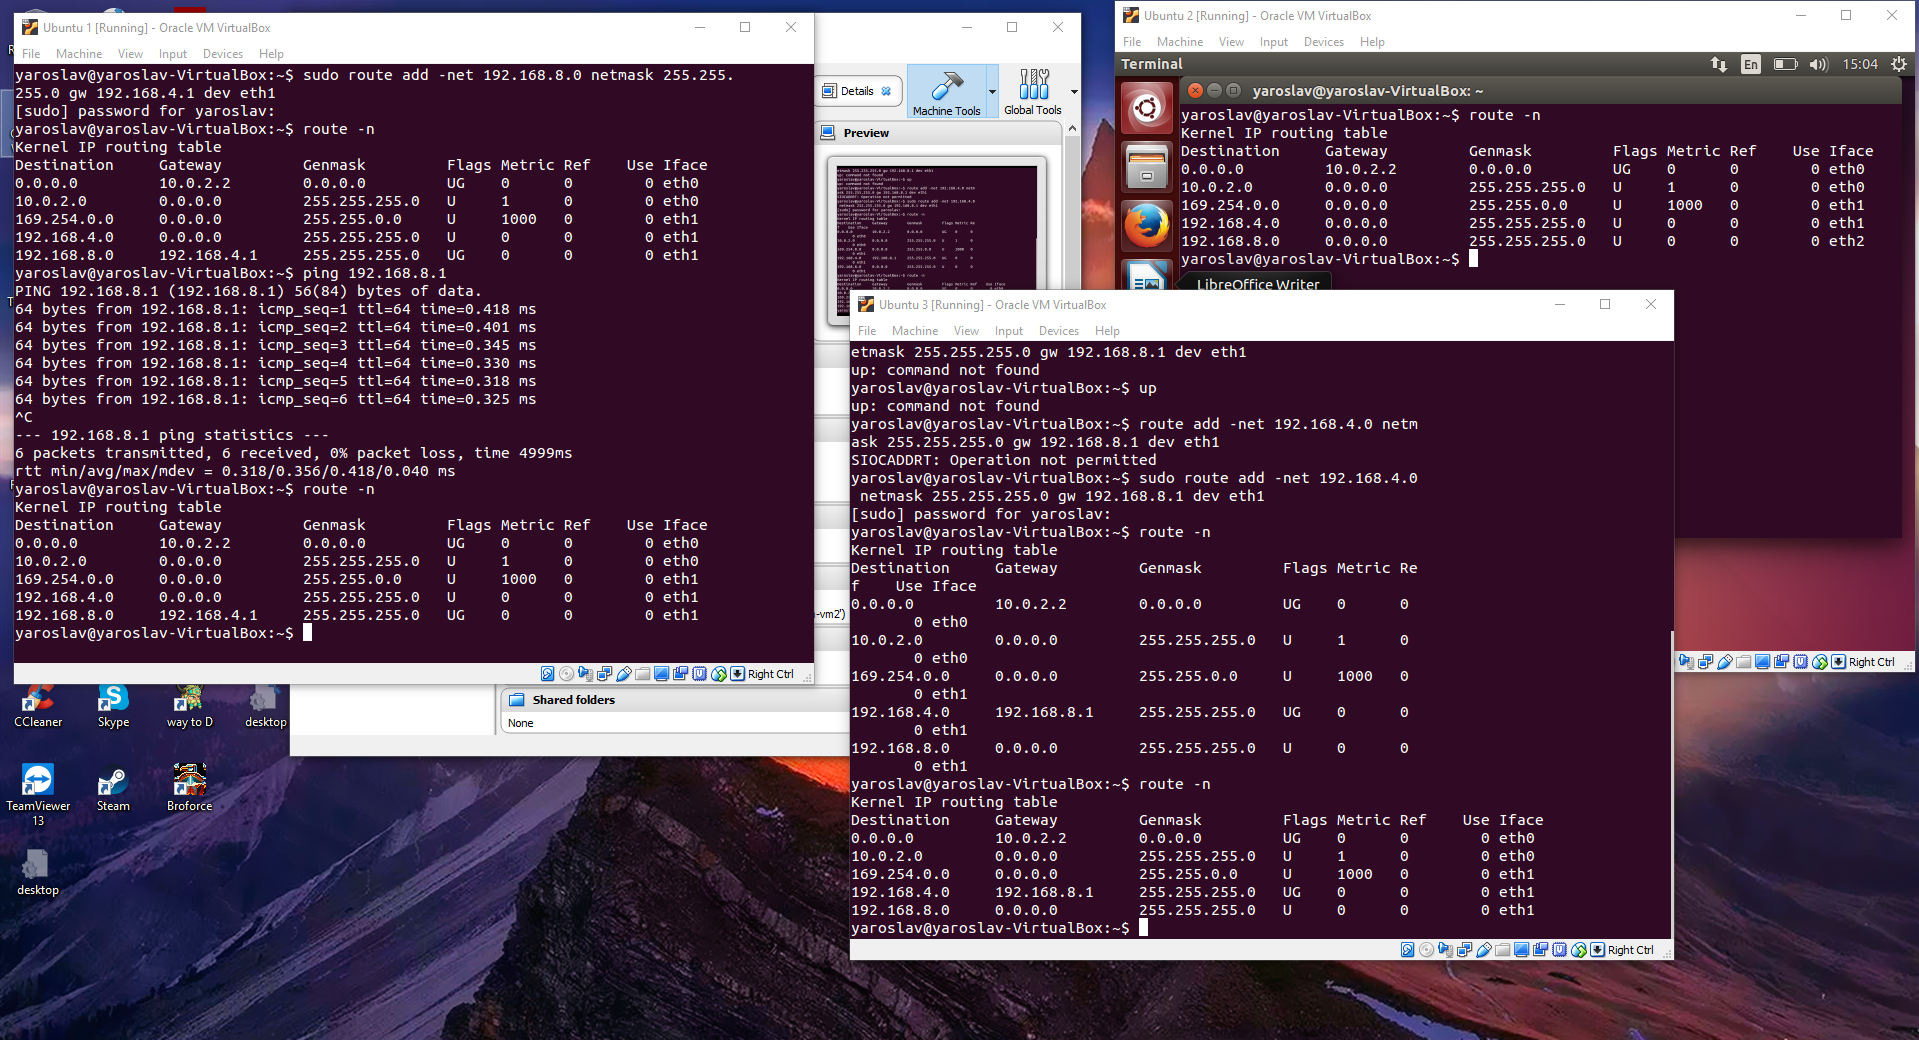 Ubuntu 1 [Running] - Oracle VM VirtualBox
File Machine View Input Devices Help
yaroslav@yaroslav-VirtualBox:~$ sudo route add -net 192.168.8.0 netmask 255.255.
255.0 gw 192.168.4.1 dev eth1
[sudo] password for yaroslav:
yaroslav@yaroslav-VirtualBox:~$ route -n
Kernel IP routing table
Destination Gateway Genmask Flags Metric Ref Use Iface
0.0.0.0 10.0.2.2 0.0.0.0 UG 0 0 0 eth0
10.0.2.0 0.0.0.0 255.255.255.0 U 1 0 0 eth0
169.254.0.0 0.0.0.0 255.255.0.0 U 1000 0 0 eth1
192.168.4.0 0.0.0.0 255.255.255.0 U 0 0 0 eth1
192.168.8.0 192.168.4.1 255.255.255.0 UG 0 0 0 eth1
yaroslav@yaroslav-VirtualBox:~$ ping 192.168.8.1
PING 192.168.8.1 (192.168.8.1) 56(84) bytes of data.
64 bytes from 192.168.8.1: icmp_seq=1 ttl=64 time=0.418 ms
64 bytes from 192.168.8.1: icmp_seq=2 ttl=64 time=0.401 ms
64 bytes from 192.168.8.1: icmp_seq=3 ttl=64 time=0.345 ms
64 bytes from 192.168.8.1: icmp_seq=4 ttl=64 time=0.330 ms
64 bytes from 192.168.8.1: icmp_seq=5 ttl=64 time=0.318 ms
64 bytes from 192.168.8.1: icmp_seq=6 ttl=64 time=0.325 ms
^C
--- 192.168.8.1 ping statistics ---
6 packets transmitted, 6 received, 0% packet loss, time 4999ms
rtt min/avg/max/mdev = 0.318/0.356/0.418/0.040 ms
yaroslav@yaroslav-VirtualBox:~$ route -n
Kernel IP routing table
Destination Gateway Genmask Flags Metric Ref Use Iface
0.0.0.0 10.0.2.2 0.0.0.0 UG 0 0 0 eth0
10.0.2.0 0.0.0.0 255.255.255.0 U 1 0 0 eth0
169.254.0.0 0.0.0.0 255.255.0.0 U 1000 0 0 eth1
192.168.4.0 0.0.0.0 255.255.255.0 U 0 0 0 eth1
192.168.8.0 192.168.4.1 255.255.255.0 UG 0 0 0 eth1
yaroslav@yaroslav-VirtualBox:~$
Right Ctrl
Details
Machine Tools
Global Tools
Preview
-vm2')
Shared folders
None
Ubuntu 2 [Running] - Oracle VM VirtualBox
File Machine View Input Devices Help
Terminal En 15:04
yaroslav@yaroslav-VirtualBox: ~
yaroslav@yaroslav-VirtualBox:~$ route -n
Kernel IP routing table
Destination Gateway Genmask Flags Metric Ref Use Iface
0.0.0.0 10.0.2.2 0.0.0.0 UG 0 0 0 eth0
10.0.2.0 0.0.0.0 255.255.255.0 U 1 0 0 eth0
169.254.0.0 0.0.0.0 255.255.0.0 U 1000 0 0 eth1
192.168.4.0 0.0.0.0 255.255.255.0 U 0 0 0 eth1
192.168.8.0 0.0.0.0 255.255.255.0 U 0 0 0 eth2
yaroslav@yaroslav-VirtualBox:~$
LibreOffice Writer
Right Ctrl
Ubuntu 3 [Running] - Oracle VM VirtualBox
File Machine View Input Devices Help
etmask 255.255.255.0 gw 192.168.8.1 dev eth1
up: command not found
yaroslav@yaroslav-VirtualBox:~$ up
up: command not found
yaroslav@yaroslav-VirtualBox:~$ route add -net 192.168.4.0 netm
ask 255.255.255.0 gw 192.168.8.1 dev eth1
SIOCADDRT: Operation not permitted
yaroslav@yaroslav-VirtualBox:~$ sudo route add -net 192.168.4.0
netmask 255.255.255.0 gw 192.168.8.1 dev eth1
[sudo] password for yaroslav:
yaroslav@yaroslav-VirtualBox:~$ route -n
Kernel IP routing table
Destination Gateway Genmask Flags Metric Re
f Use Iface
0.0.0.0 10.0.2.2 0.0.0.0 UG 0 0
0 eth0
10.0.2.0 0.0.0.0 255.255.255.0 U 1 0
0 eth0
169.254.0.0 0.0.0.0 255.255.0.0 U 1000 0
0 eth1
192.168.4.0 192.168.8.1 255.255.255.0 UG 0 0
0 eth1
192.168.8.0 0.0.0.0 255.255.255.0 U 0 0
0 eth1
yaroslav@yaroslav-VirtualBox:~$ route -n
Kernel IP routing table
Destination Gateway Genmask Flags Metric Ref Use Iface
0.0.0.0 10.0.2.2 0.0.0.0 UG 0 0 0 eth0
10.0.2.0 0.0.0.0 255.255.255.0 U 1 0 0 eth0
169.254.0.0 0.0.0.0 255.255.0.0 U 1000 0 0 eth1
192.168.4.0 192.168.8.1 255.255.255.0 UG 0 0 0 eth1
192.168.8.0 0.0.0.0 255.255.255.0 U 0 0 0 eth1
yaroslav@yaroslav-VirtualBox:~$
Right Ctrl
CCleaner
Skype
way to D
desktop
TeamViewer
13
Steam
Broforce
desktop